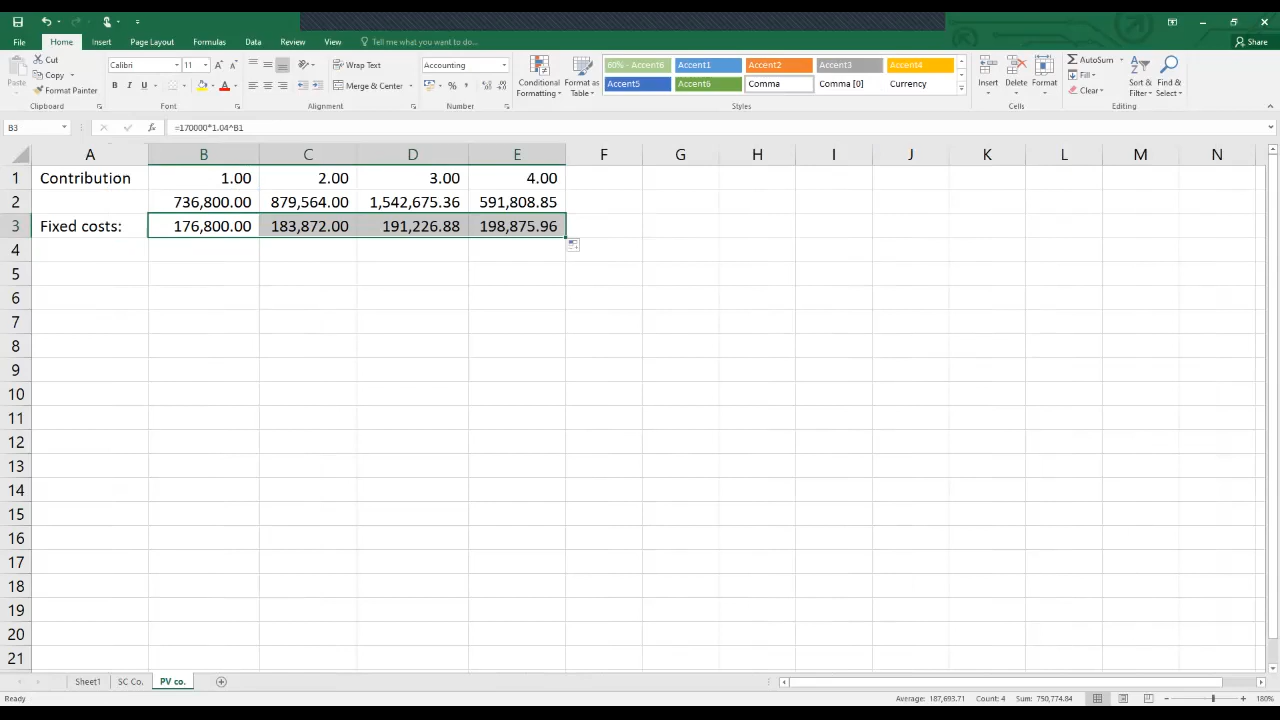 File Home Insert Page Layout Formulas Data Review View Tell me what you want to do... Share
Cut
Copy
Format Painter
Clipboard
Calibri 11
B I U
Font
Wrap Text
Merge & Center
Alignment
Accounting
%
Number
Conditional Formatting
Format as Table
60% - Accent6 Accent1 Accent2 Accent3 Accent4
Accent5 Accent6 Comma Comma [0] Currency
Styles
Insert Delete Format
Cells
AutoSum
Fill
Clear
Sort & Filter
Find & Select
Editing
B3 fx =170000*1.04^B1
A B C D E F G H I J K L M N
1 Contribution 1.00 2.00 3.00 4.00
2 736,800.00 879,564.00 1,542,675.36 591,808.85
3 Fixed costs: 176,800.00 183,872.00 191,226.88 198,875.96
4
5
6
7
8
9
10
11
12
13
14
15
16
17
18
19
20
21
Sheet1 SC Co. PV co.
Ready Average: 187,693.71 Count: 4 Sum: 750,774.84 180%